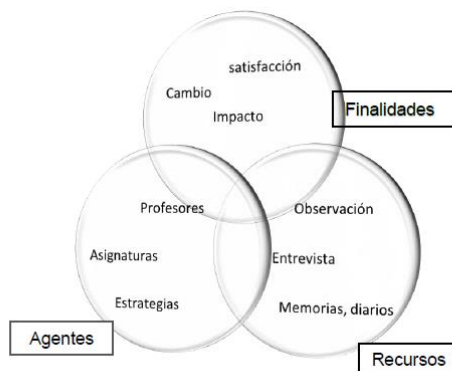 satisfacción
Cambio
Impacto
Finalidades
Profesores
Observación
Asignaturas
Entrevista
Estrategias
Memorias, diarios
Agentes
Recursos